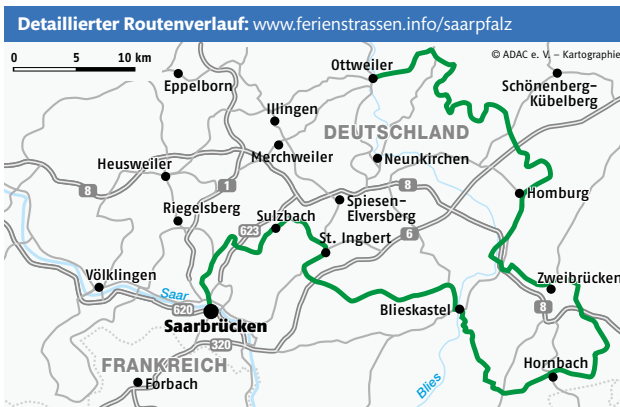 Detaillierter Routenverlauf: www.ferienstrassen.info/saarpfalz
© ADAC e. V. – Kartographie
0 5 10 km
Ottweiler
Eppelborn
Schönenberg-
Kübelberg
Illingen
DEUTSCHLAND
Merchweiler
Neunkirchen
Heusweiler
8
1
8
Homburg
Spiesen-
Elversberg
Riegelsberg
Sulzbach
623
6
St. Ingbert
Völklingen
Zweibrücken
Saar
620
8
Blieskastel
Saarbrücken
320
FRANKREICH
Hornbach
Forbach
Blies